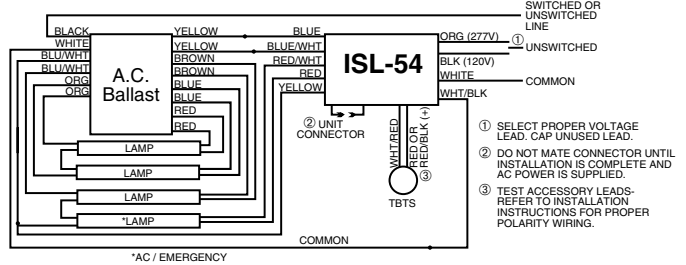 SWITCHED OR
UNSWITCHED
LINE
BLACK
YELLOW
BLUE
ORG (277V)
①
UNSWITCHED
WHITE
YELLOW
BLUE/WHT
BLU/WHT
BROWN
RED/WHT
BLK (120V)
BLU/WHT
BROWN
RED
WHITE
COMMON
ORG
BLUE
YELLOW
WHT/BLK
ORG
BLUE
RED
RED
A.C.
Ballast
ISL-54
② UNIT
CONNECTOR
WHT/RED
RED OR
RED/BLK (+)
③
TBTS
LAMP
LAMP
LAMP
*LAMP
COMMON
*AC / EMERGENCY
① SELECT PROPER VOLTAGE
LEAD. CAP UNUSED LEAD.
② DO NOT MATE CONNECTOR UNTIL
INSTALLATION IS COMPLETE AND
AC POWER IS SUPPLIED.
③ TEST ACCESSORY LEADS-
REFER TO INSTALLATION
INSTRUCTIONS FOR PROPER
POLARITY WIRING.